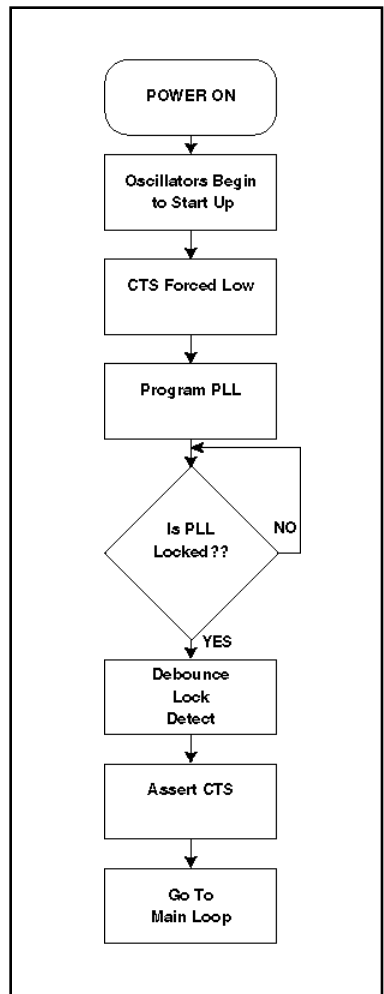 POWER ON
Oscillators Begin
to Start Up
CTS Forced Low
Program PLL
Is PLL
Locked??
NO
YES
Debounce
Lock
Detect
Assert CTS
Go To
Main Loop